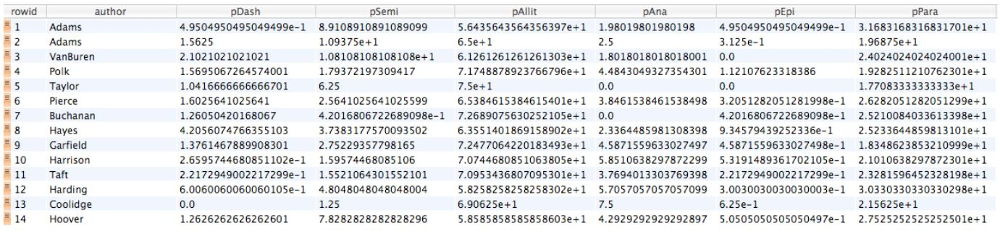 rowid author pDash pSemi pAllit pAna pEpi pPara
1 Adams 4.9504950495049499e-1 8.9108910891089099 5.6435643564356397e+1 1.98019801980198 4.9504950495049499e-1 3.1683168316831701e+1
2 Adams 1.5625 1.09375e+1 6.5e+1 2.5 3.125e-1 1.96875e+1
3 VanBuren 2.1021021021021 1.08108108108108e+1 6.1261261261261303e+1 1.8018018018018001 0.0 2.4024024024024001e+1
4 Polk 1.5695067264574001 1.79372197309417 7.1748878923766796e+1 4.4843049327354301 1.12107623318386 1.9282511210762301e+1
5 Taylor 1.0416666666666701 6.25 7.5e+1 0.0 0.0 1.77083333333333e+1
6 Pierce 1.6025641025641 2.5641025641025599 6.5384615384615401e+1 3.8461538461538498 3.2051282051281998e-1 2.6282051282051299e+1
7 Buchanan 1.26050420168067 4.2016806722689098e-1 7.2689075630252105e+1 0.0 4.2016806722689098e-1 2.5210084033613398e+1
8 Hayes 4.2056074766355103 3.7383177570093502 6.3551401869158902e+1 2.3364485981308398 9.34579439252336e-1 2.5233644859813101e+1
9 Garfield 1.3761467889908301 2.75229357798165 7.2477064220183493e+1 4.5871559633027497 4.5871559633027498e-1 1.8348623853210999e+1
10 Harrison 2.6595744680851102e-1 1.59574468085106 7.0744680851063805e+1 5.8510638297872299 5.3191489361702105e-1 2.1010638297872301e+1
11 Taft 2.2172949002217299e-1 1.5521064301552101 7.0953436807095301e+1 3.7694013303769398 2.2172949002217299e-1 2.3281596452328198e+1
12 Harding 6.0060060060060105e-1 4.8048048048048004 5.8258258258258302e+1 5.7057057057057099 3.0030030030030003e-1 3.0330330330330298e+1
13 Coolidge 0.0 1.25 6.90625e+1 7.5 6.25e-1 2.15625e+1
14 Hoover 1.2626262626262601 7.8282828282828296 5.8585858585858603e+1 4.2929292929292897 5.0505050505050497e-1 2.7525252525252501e+1